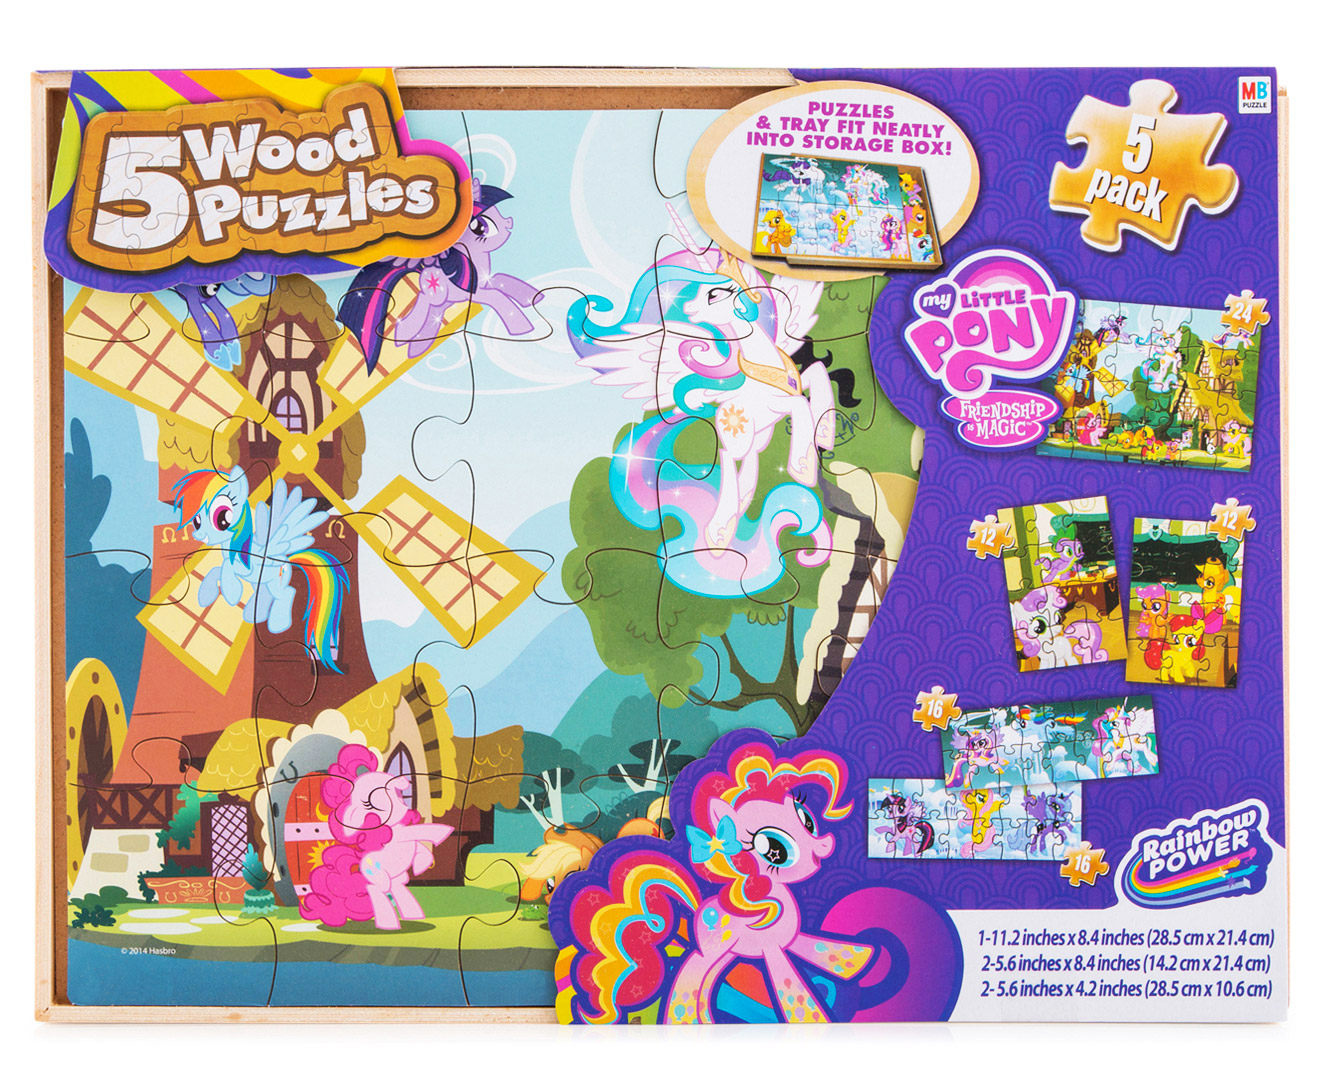 5 Wood
Puzzles
PUZZLES
& TRAY FIT NEATLY
INTO STORAGE BOX!
MB
PUZZLE
5
pack
my LiTTLE
PONY
FRiENDSHiP
is MAGiC™
24
12
12
16
16
Rainbow
POWER™
1-11.2 inches x 8.4 inches (28.5 cm x 21.4 cm)
2-5.6 inches x 8.4 inches (14.2 cm x 21.4 cm)
2- 5.6 inches x 4.2 inches (28.5 cm x 10.6 cm)
© 2014 Hasbro